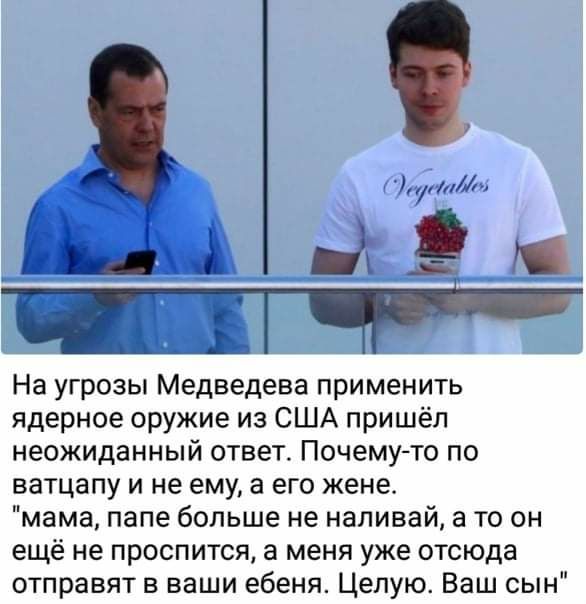 Vegetables
На угрозы Медведева применить
ядерное оружие из США пришёл
неожиданный ответ. Почему-то по
ватцапу и не ему, а его жене.
"мама, папе больше не наливай, а то он
ещё не проспится, а меня уже отсюда
отправят в ваши ебеня. Целую. Ваш сын"